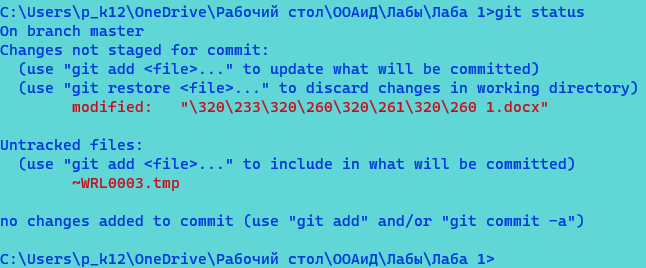 C:\Users\p_k12\OneDrive\Рабочий стол\ООАиД\Лабы\Лаба 1>git status
On branch master
Changes not staged for commit:
  (use "git add <file>..." to update what will be committed)
  (use "git restore <file>..." to discard changes in working directory)
        modified:   "\320\233\320\260\320\261\320\260 1.docx"

Untracked files:
  (use "git add <file>..." to include in what will be committed)
        ~WRL0003.tmp

no changes added to commit (use "git add" and/or "git commit -a")

C:\Users\p_k12\OneDrive\Рабочий стол\ООАиД\Лабы\Лаба 1>